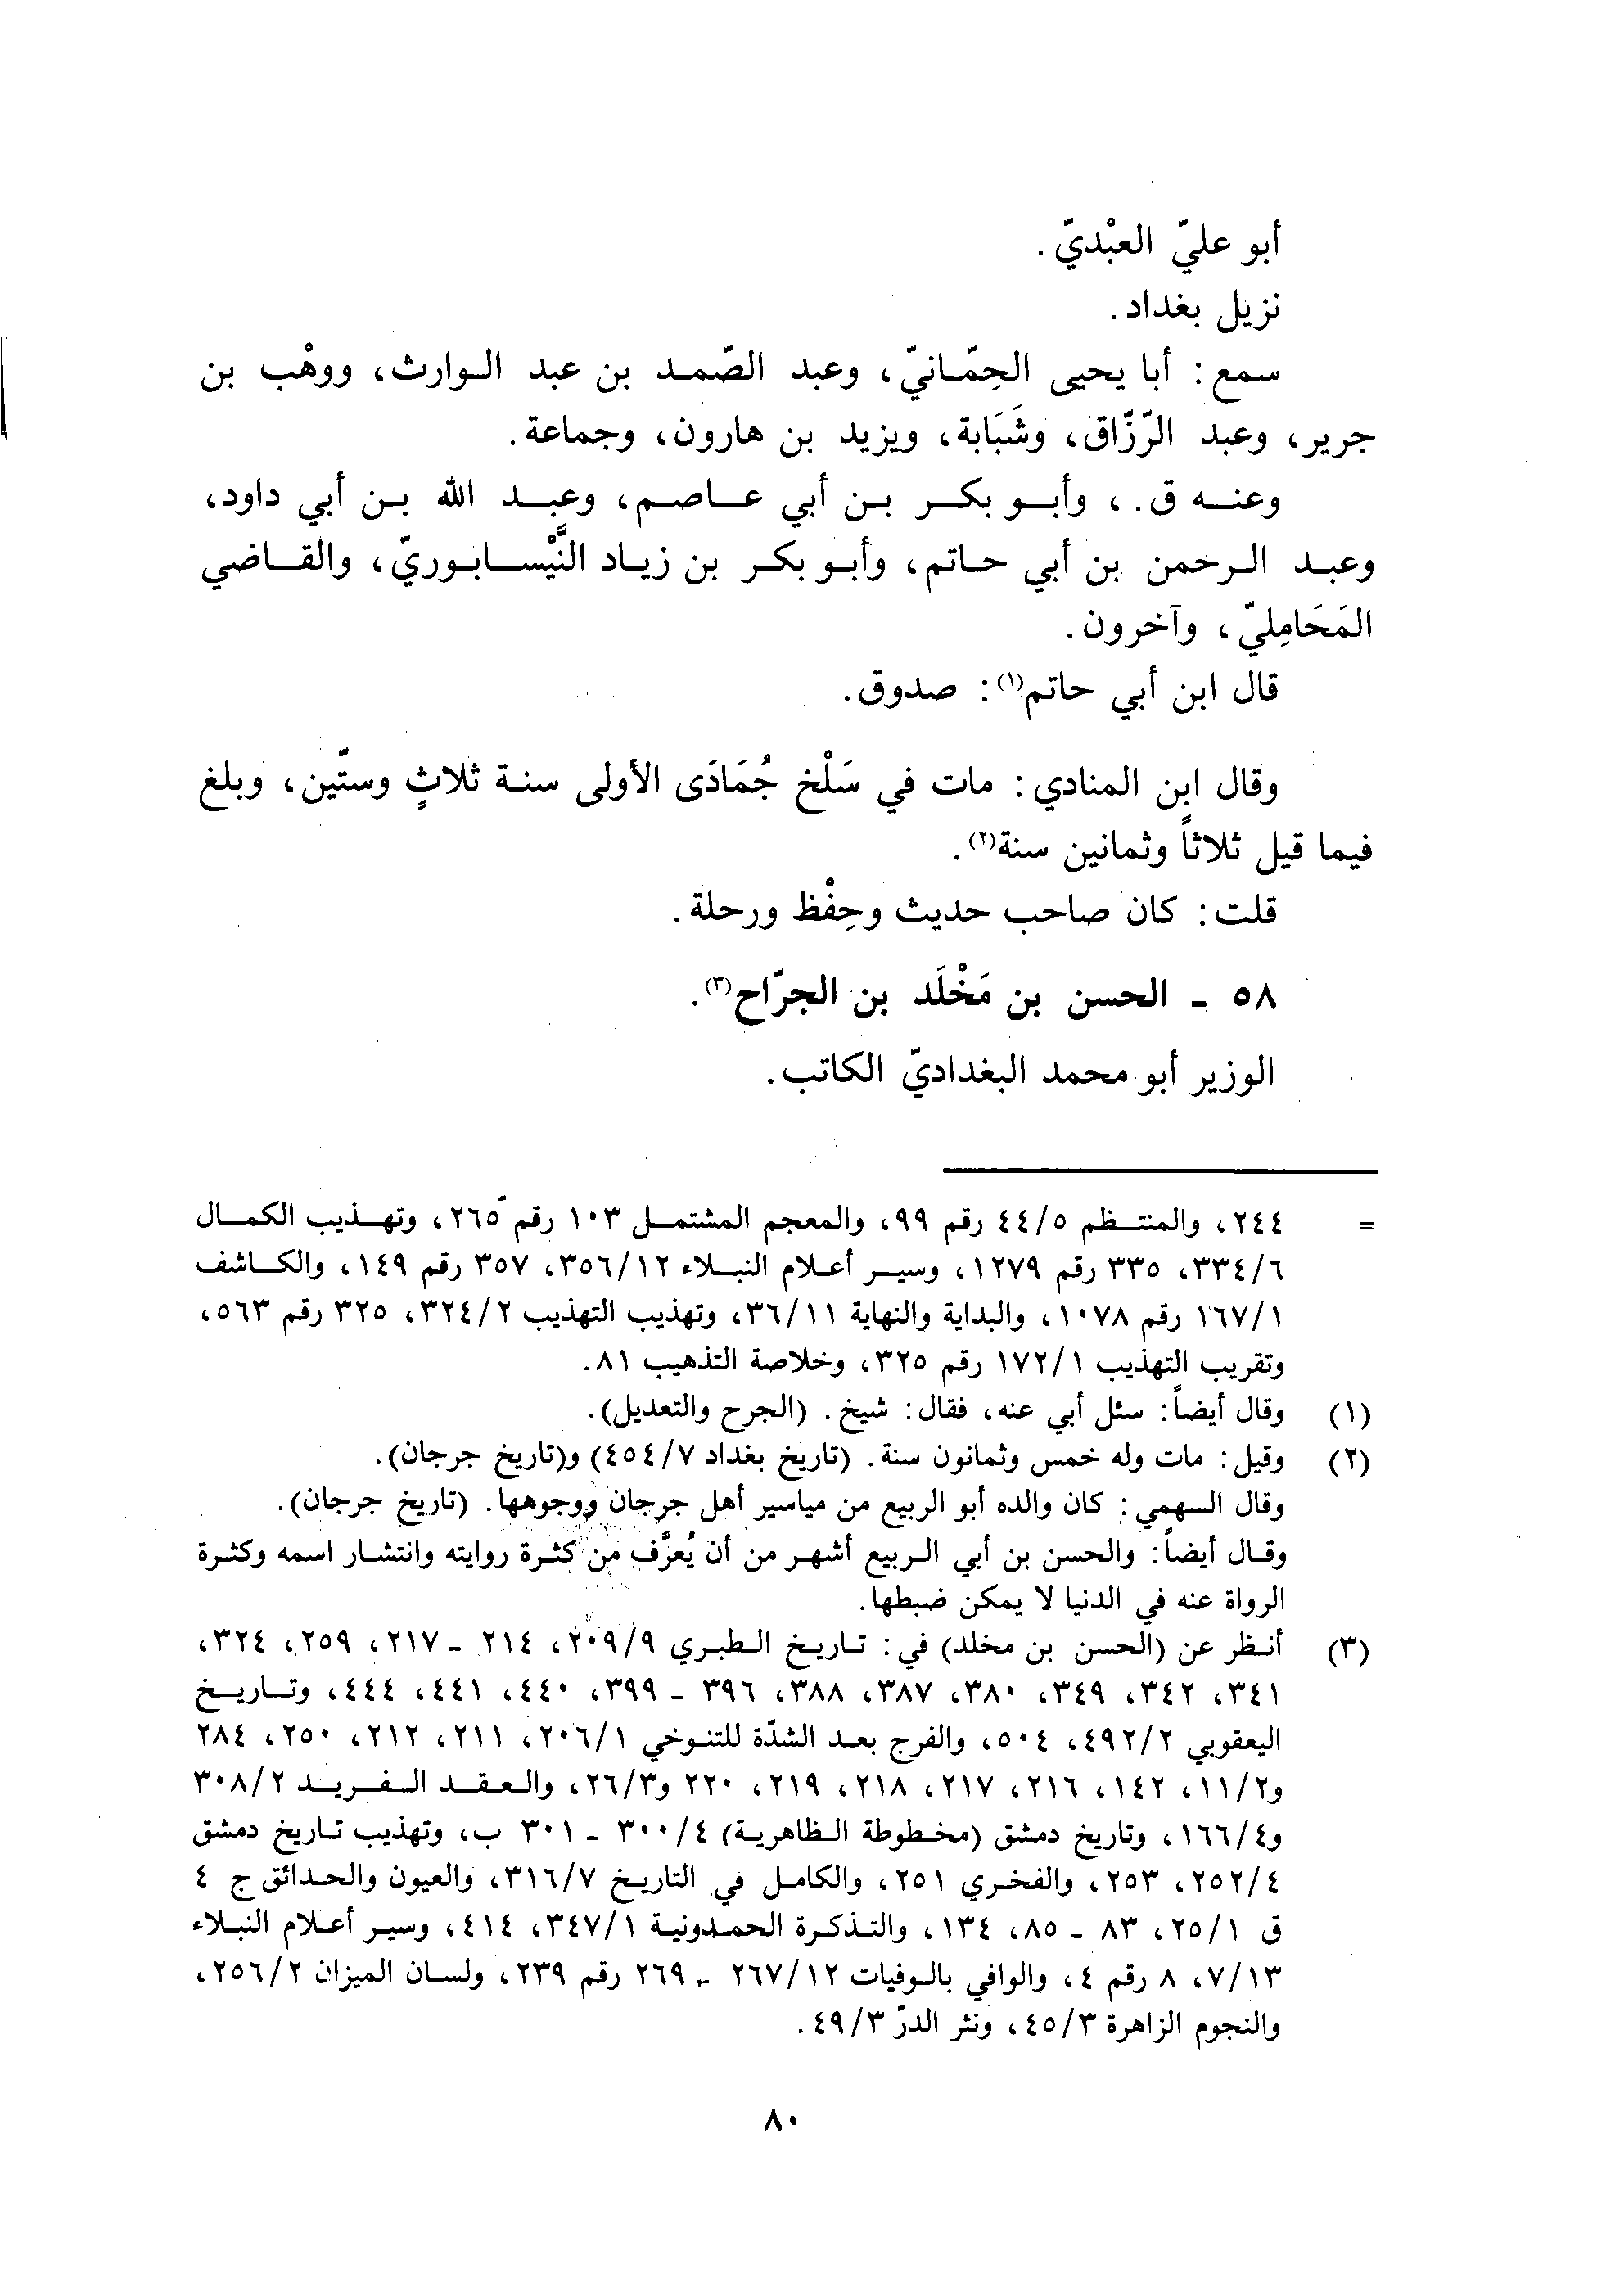 أبو عليّ العبْديّ.
نزيل بغداد.
سمع: أبا يحيى الحِمّانيّ، وعبد الصّمد بن عبد الوارث، ووهْب بن
جرير، وعبد الرّزّاق، وشَبَابة، ويزيد بن هارون، وجماعة.
وعنه ق.، وأبو بكر بن أبي عاصم، وعبد الله بن أبي داود،
وعبد الرحمن بن أبي حاتم، وأبو بكر بن زياد النَّيْسابوريّ، والقاضي
المَحَامِليّ، وآخرون.
قال ابن أبي حاتم(١): صدوق.
وقال ابن المنادي: مات في سَلْخ جُمَادَى الأولى سنة ثلاثٍ وستّين، وبلغ
فيما قيل ثلاثاً وثمانين سنة(٢).
قلت: كان صاحب حديث وحِفْظ ورحلة.
٥٨ - الحسن بن مَخْلَد بن الجرّاح(٣).
الوزير أبو محمد البغداديّ الكاتب.
= ٢٤٤، والمنتظم ٤٤/٥ رقم ٩٩، والمعجم المشتمل ١٠٣ رقم ٢٦٥، وتهذيب الكمال
٣٣٤/٦، ٣٣٥ رقم ١٢٧٩، وسير أعلام النبلاء ٣٥٦/١٢، ٣٥٧ رقم ١٤٩، والكاشف
١٦٧/١ رقم ١٠٧٨، والبداية والنهاية ٣٦/١١، وتهذيب التهذيب ٣٢٤/٢، ٣٢٥ رقم ٥٦٣،
وتقريب التهذيب ١٧٢/١ رقم ٣٢٥، وخلاصة التذهيب ٨١.
(١) وقال أيضاً: سئل أبي عنه، فقال: شيخ. (الجرح والتعديل).
(٢) وقيل: مات وله خمس وثمانون سنة. (تاريخ بغداد ٤٥٤/٧) و(تاريخ جرجان).
وقال السهمي: كان والده أبو الربيع من مياسير أهل جرجان ووجوهها. (تاريخ جرجان).
وقال أيضاً: والحسن بن أبي الربيع أشهر من أن يُعرَّف من كثرة روايته وانتشار اسمه وكثرة
الرواة عنه في الدنيا لا يمكن ضبطها.
(٣) أنظر عن (الحسن بن مخلد) في: تاريخ الطبري ٢٠٩/٩، ٢١٤ - ٢١٧، ٢٥٩، ٣٢٤،
٣٤١، ٣٤٢، ٣٤٩، ٣٨٠، ٣٨٧، ٣٨٨، ٣٩٦ - ٣٩٩، ٤٤٠، ٤٤١، ٤٤٤، وتاريخ
اليعقوبي ٤٩٢/٢، ٥٠٤، والفرج بعد الشدّة للتنوخي ٢٠٦/١، ٢١١، ٢١٢، ٢٥٠، ٢٨٤
و١١/٢، ١٤٢، ٢١٦، ٢١٧، ٢١٨، ٢١٩، ٢٢٠ و٢٦/٣، والعقد الفريد ٣٠٨/٢
و١٦٦/٤، وتاريخ دمشق (مخطوطة الظاهرية) ٣٠٠/٤ - ٣٠١ ب، وتهذيب تاريخ دمشق
٢٥٢/٤، ٢٥٣، والفخري ٢٥١، والكامل في التاريخ ٣١٦/٧، والعيون والحدائق ج ٤
ق ٢٥/١، ٨٣ - ٨٥، ١٣٤، والتذكرة الحمدونية ٣٤٧/١، ٤١٤، وسير أعلام النبلاء
٧/١٣، ٨ رقم ٤، والوافي بالوفيات ٢٦٧/١٢ - ٢٦٩ رقم ٢٣٩، ولسان الميزان ٢٥٦/٢،
والنجوم الزاهرة ٤٥/٣، ونثر الدرّ ٤٩/٣.
٨٠